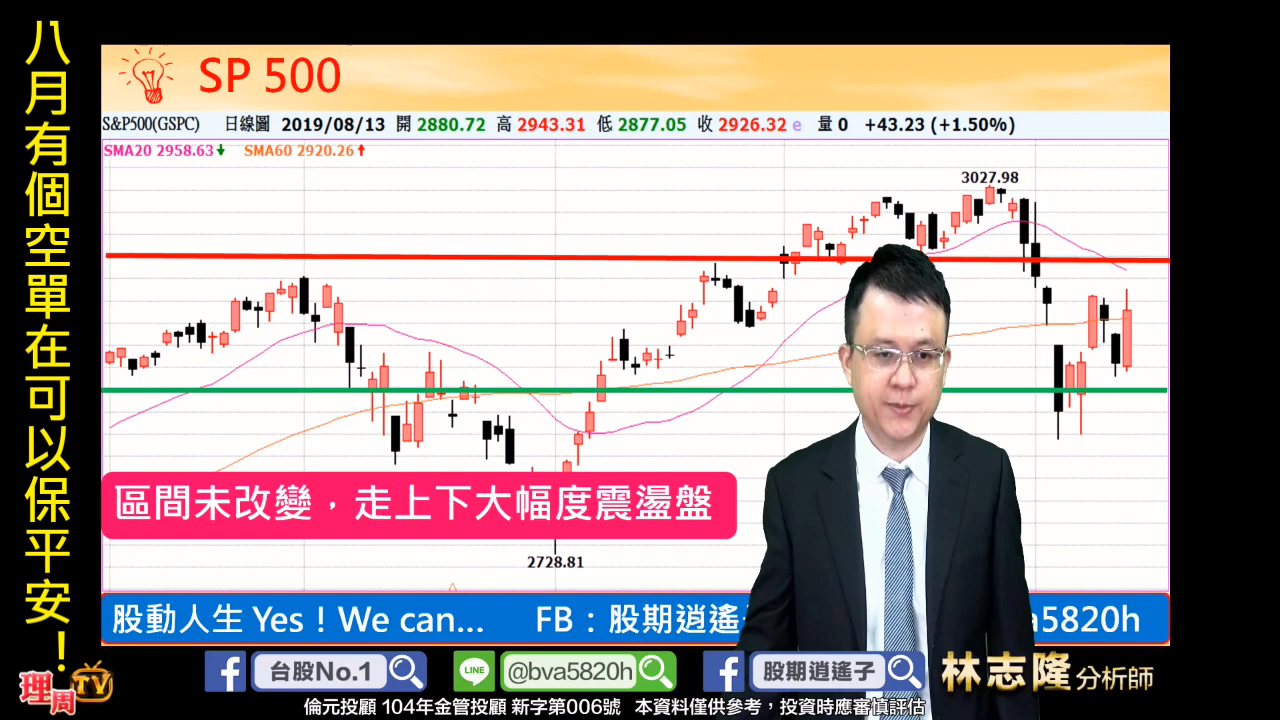 八月有個空單在可以保平安！
SP 500
S&P500(GSPC) 日線圖 2019/08/13 開 2880.72 高 2943.31 低 2877.05 收 2926.32 e 量 0 +43.23 (+1.50%)
SMA20 2958.63↓ SMA60 2920.26↑
3027.98
區間未改變，走上下大幅度震盪盤
2728.81
股動人生 Yes！We can... FB：股期逍遙 a5820h
理周TV
f 台股No.1 LINE @bva5820h f 股期逍遙子 林志隆 分析師
倫元投顧 104年金管投顧 新字第006號 本資料僅供參考，投資時應審慎評估